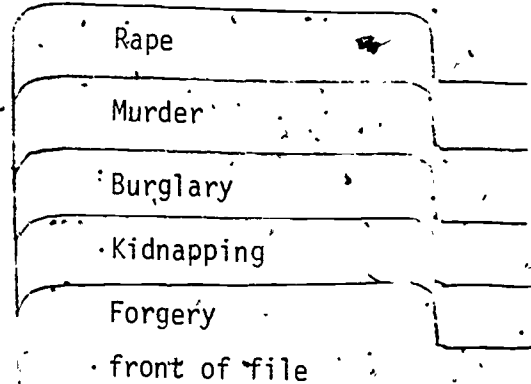 Rape
Murder
Burglary
Kidnapping
Forgery
front of file